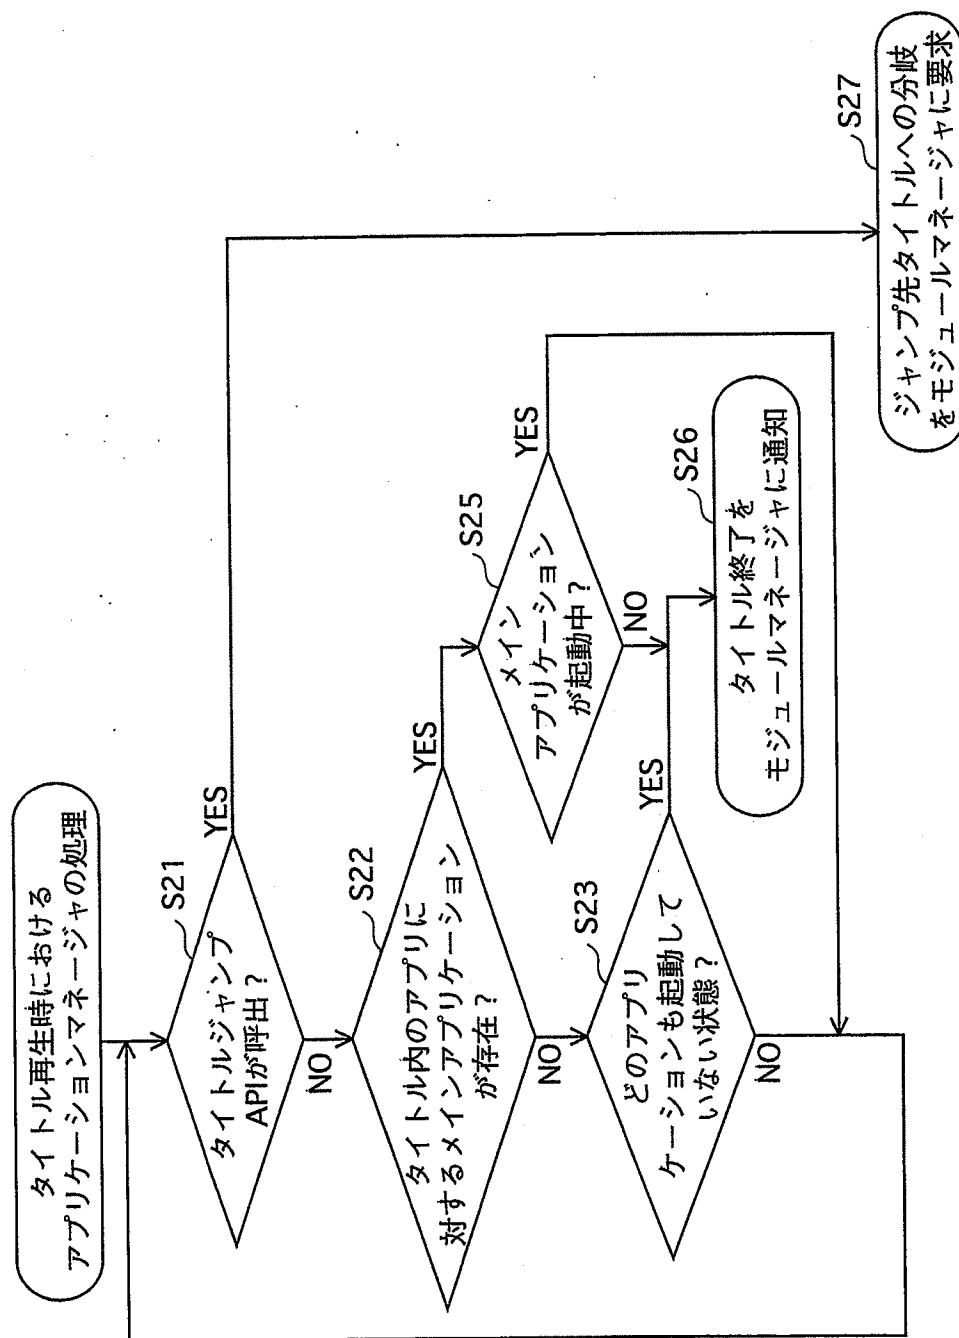 タイトル再生時における
アプリケーションマネージャの処理
S21
タイトルジャンプ
APIが呼出？
YES
NO
S22
タイトル内のアプリに
対するメインアプリケーション
が存在？
YES
NO
S25
メイン
アプリケーション
が起動中？
YES
NO
S23
どのアプリ
ケーションも起動して
いない状態？
YES
NO
S26
タイトル終了を
モジュールマネージャに通知
S27
ジャンプ先タイトルへの分岐
をモジュールマネージャに要求